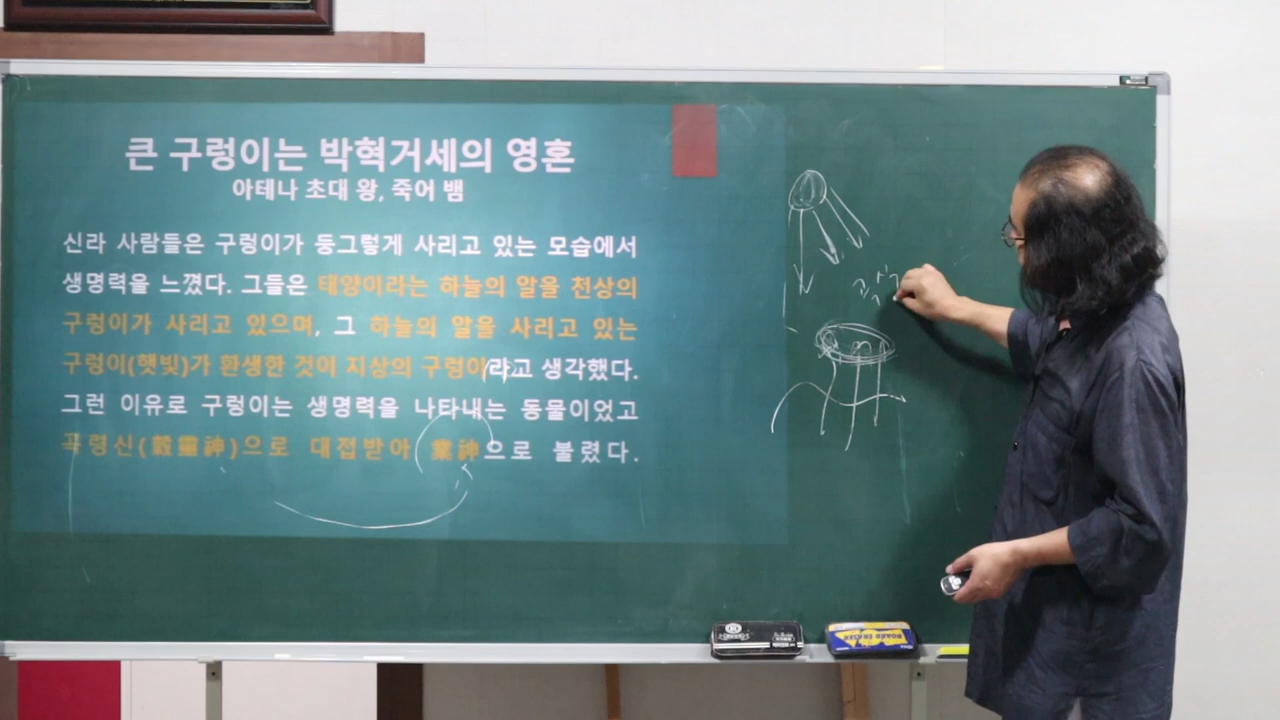 큰 구렁이는 박혁거세의 영혼
아테나 초대 왕, 죽어 뱀
신라 사람들은 구렁이가 둥그렇게 사리고 있는 모습에서
생명력을 느꼈다. 그들은 태양이라는 하늘의 알을 천상의
구렁이가 사리고 있으며, 그 하늘의 알을 사리고 있는
구렁이(햇빛)가 환생한 것이 지상의 구렁이라고 생각했다.
그런 이유로 구렁이는 생명력을 나타내는 동물이었고
곡령신(穀靈神)으로 대접받아 業神으로 불렸다.
BOARD ERASER